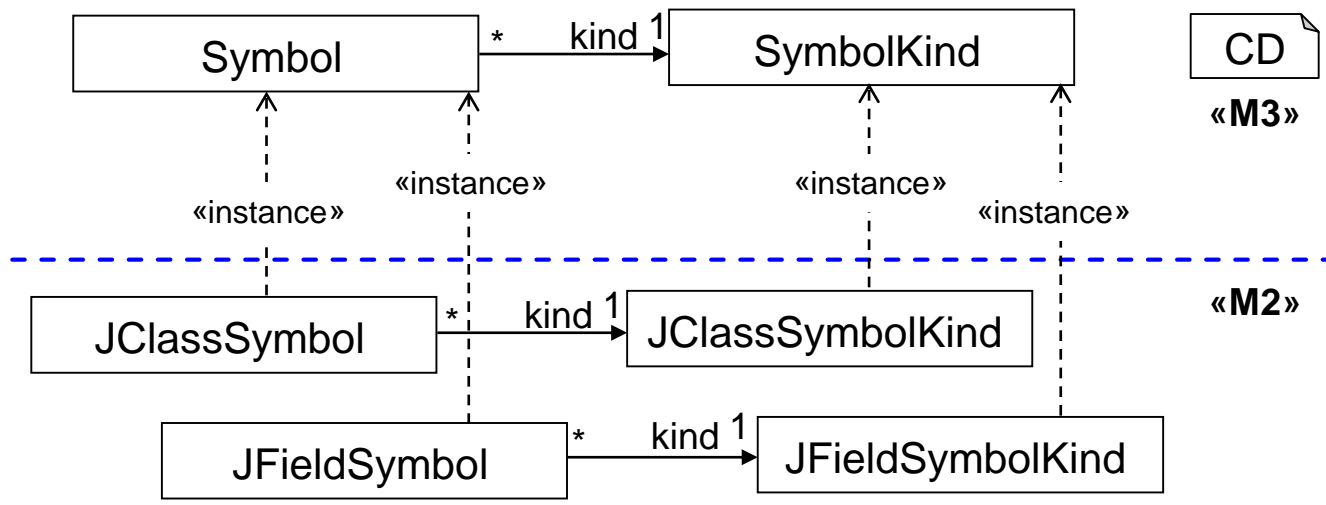 Symbol * kind 1 SymbolKind CD
«M3»
«instance» «instance»
«instance» «instance»
«M2»
JClassSymbol * kind 1 JClassSymbolKind
JFieldSymbol * kind 1 JFieldSymbolKind